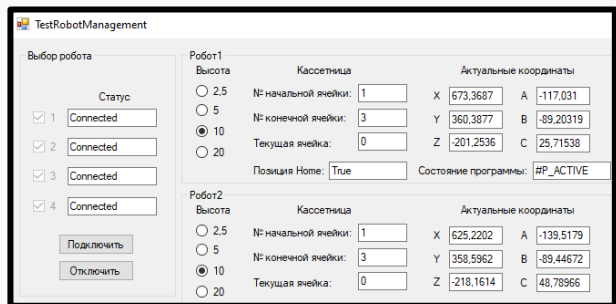 TestRobotManagement
Выбор робота
Статус
1 Connected
2 Connected
3 Connected
4 Connected
Подключить
Отключить
Робот1
Высота Кассетница Актуальные координаты
2,5
5
10
20
№ начальной ячейки: 1
№ конечной ячейки: 3
Текущая ячейка: 0
X 673,3687 A -117,031
Y 360,3877 B -89,20319
Z -201,2536 C 25,71538
Позиция Home: True Состояние программы: #P_ACTIVE
Робот2
Высота Кассетница Актуальные координаты
2,5
5
10
20
№ начальной ячейки: 1
№ конечной ячейки: 3
Текущая ячейка: 0
X 625,2202 A -139,5179
Y 358,5962 B -89,44672
Z -218,1614 C 48,78966